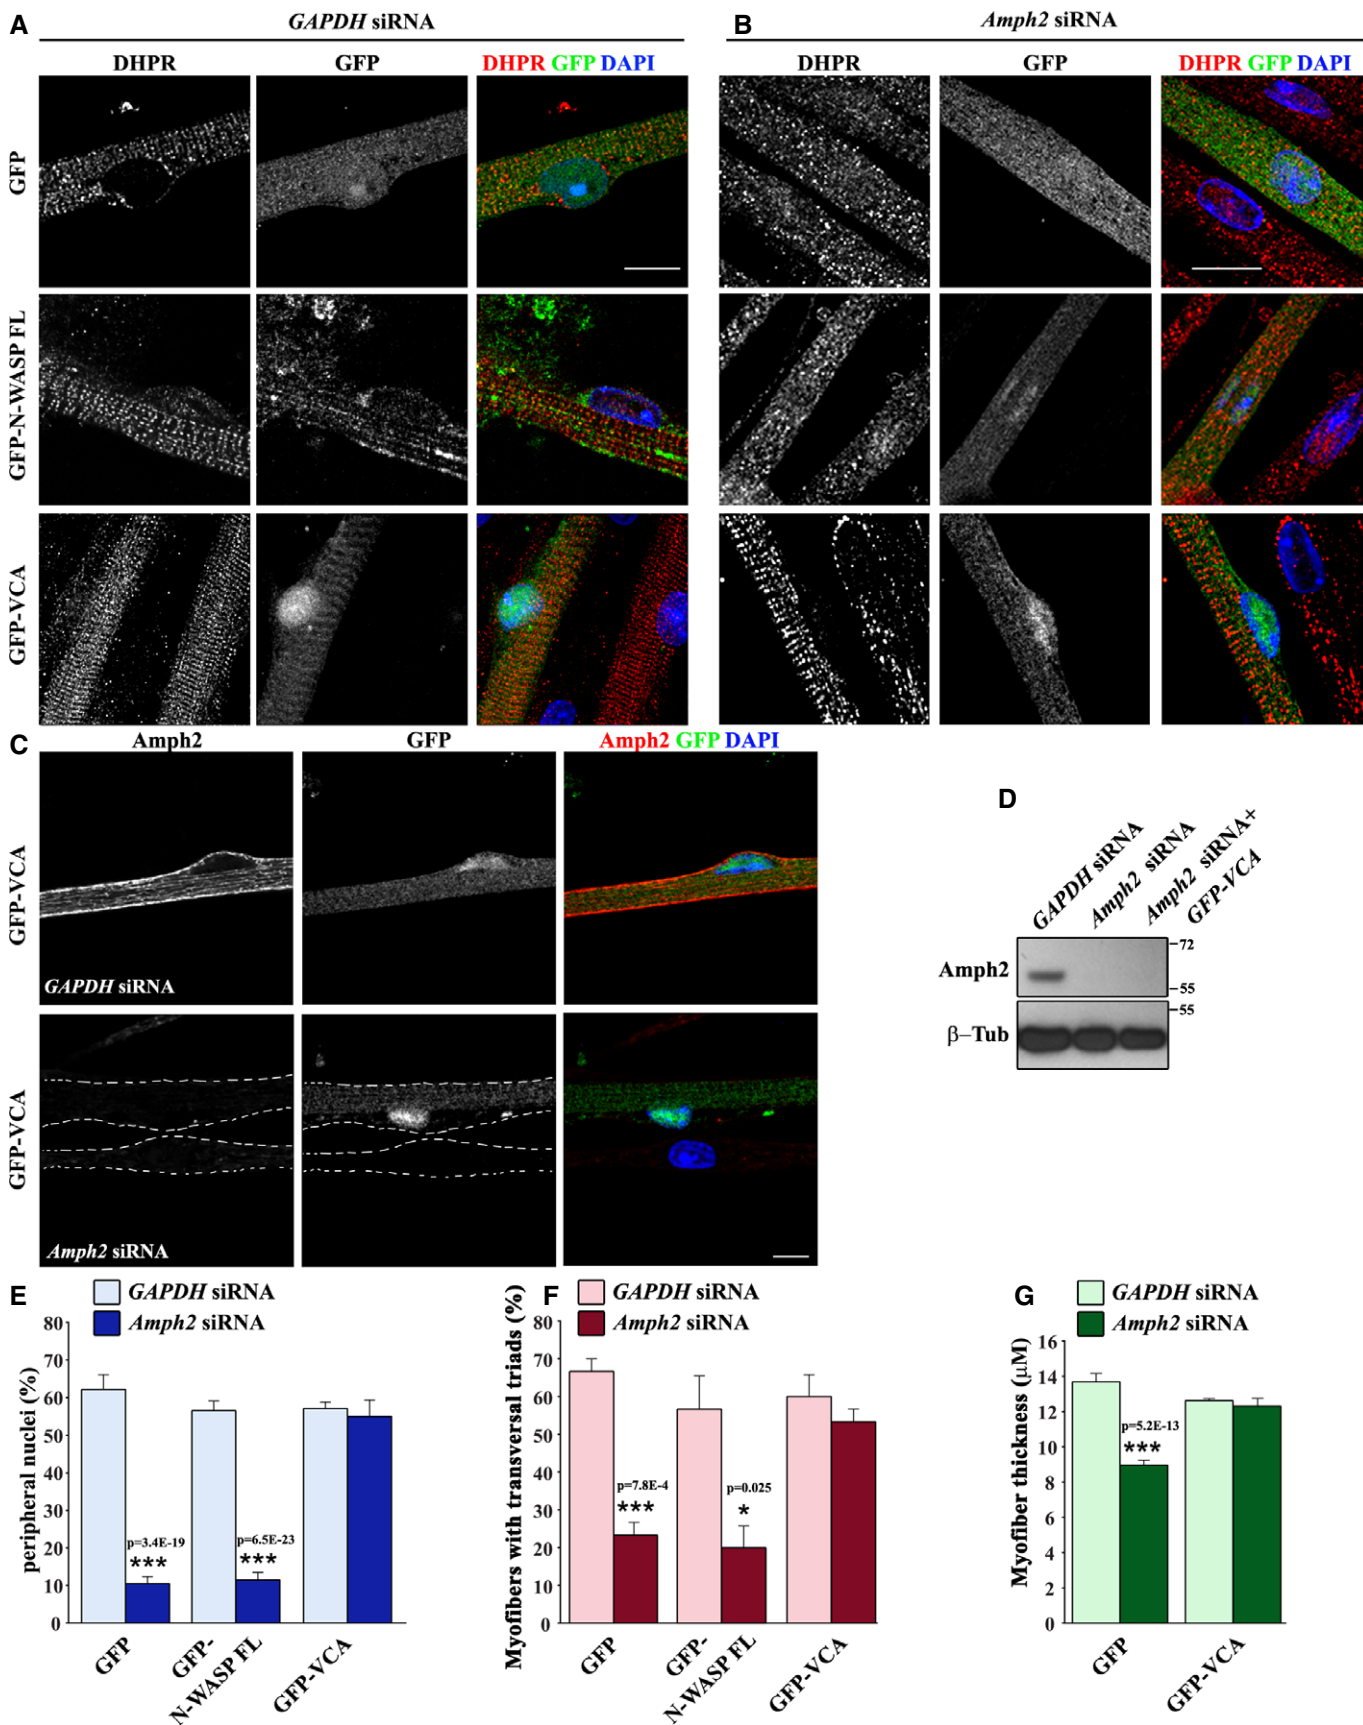 A
GAPDH siRNA
DHPR
GFP
DHPR GFP DAPI
GFP
GFP-N-WASP FL
GFP-VCA
B
Amph2 siRNA
DHPR
GFP
DHPR GFP DAPI
C
Amph2
GFP
Amph2 GFP DAPI
GFP-VCA
GAPDH siRNA
GFP-VCA
Amph2 siRNA
D
GAPDH siRNA
Amph2 siRNA
Amph2 siRNA+
GFP-VCA
Amph2
72
55
β–Tub
55
E
GAPDH siRNA
Amph2 siRNA
peripheral nuclei (%)
80
70
60
50
40
30
20
10
0
p=3.4E-19
***
p=6.5E-23
***
GFP
GFP-
N-WASP FL
GFP-VCA
F
GAPDH siRNA
Amph2 siRNA
Myofibers with transversal triads (%)
80
70
60
50
40
30
20
10
0
p=7.8E-4
***
p=0.025
*
GFP
GFP-
N-WASP FL
GFP-VCA
G
GAPDH siRNA
Amph2 siRNA
Myofiber thickness (μM)
16
14
12
10
8
6
4
2
0
p=5.2E-13
***
GFP
GFP-VCA